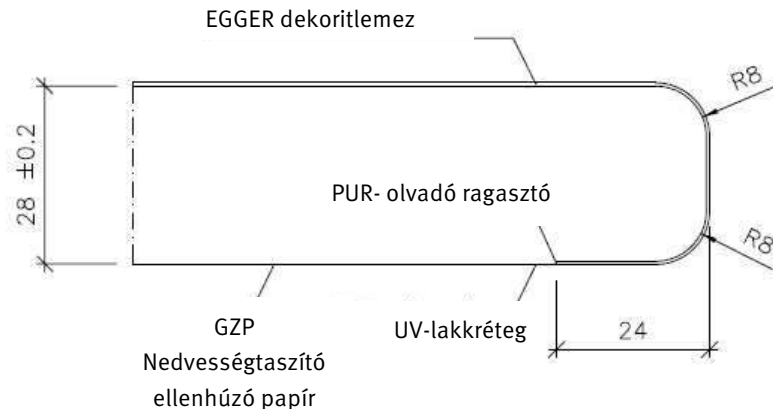 EGGER dekoritlemez
R8
28 ±0.2
PUR- olvadó ragasztó
R8
GZP
Nedvességtaszító
ellenhúzó papír
UV-lakkréteg
24